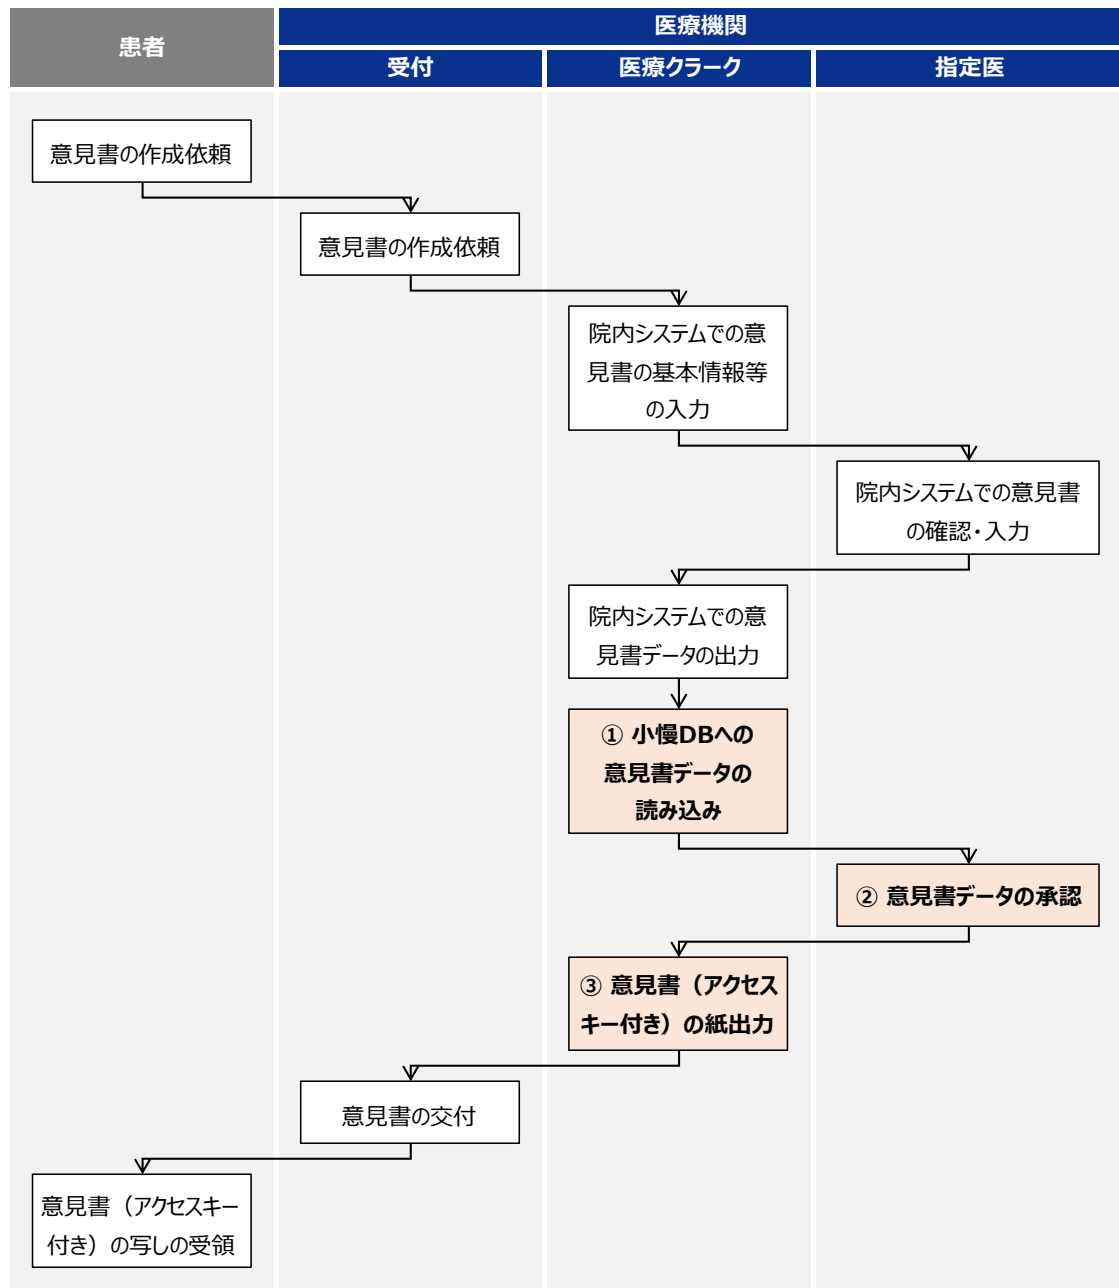 患者
医療機関
受付
医療クラーク
指定医
意見書の作成依頼
意見書の作成依頼
院内システムでの意
見書の基本情報等
の入力
院内システムでの意見書
の確認・入力
院内システムでの意
見書データの出力
① 小慢DBへの
意見書データの
読み込み
② 意見書データの承認
③ 意見書（アクセス
キー付き）の紙出力
意見書の交付
意見書（アクセスキー
付き）の写しの受領